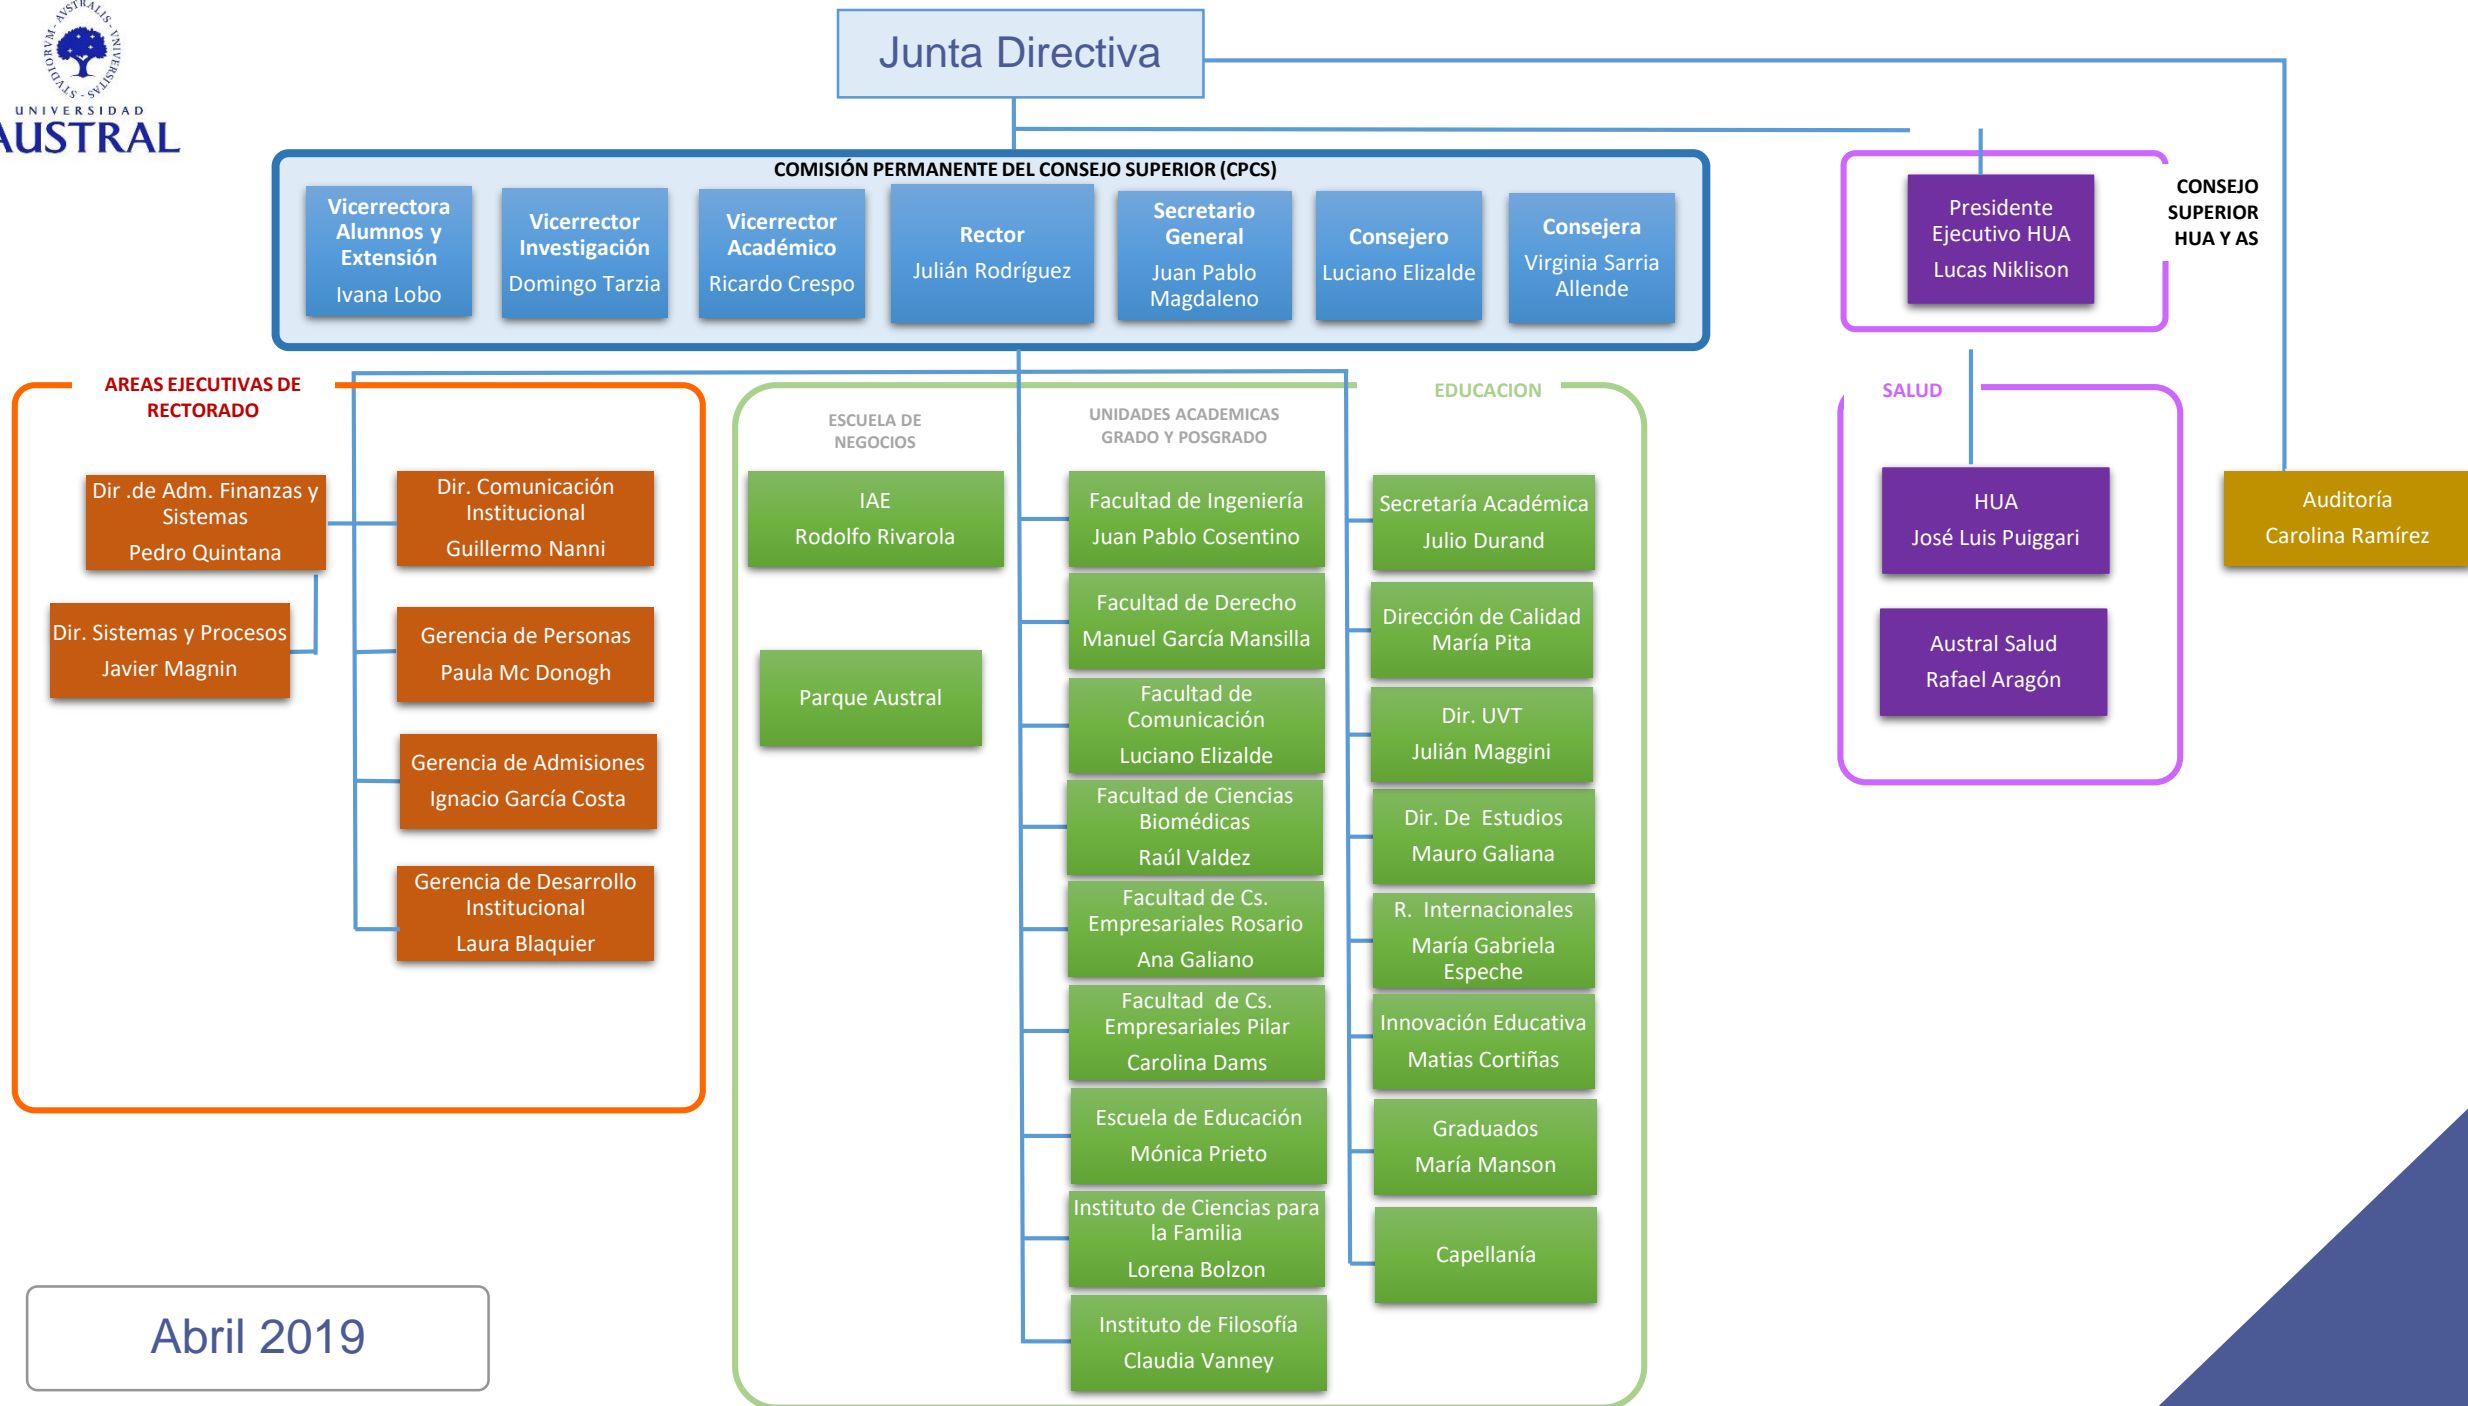 STVDIORVM · AVSTRALIS · VNIVERSITAS
UNIVERSIDAD
AUSTRAL
Junta Directiva
COMISIÓN PERMANENTE DEL CONSEJO SUPERIOR (CPCS)
Vicerrectora
Alumnos y
Extensión
Ivana Lobo
Vicerrector
Investigación
Domingo Tarzia
Vicerrector
Académico
Ricardo Crespo
Rector
Julián Rodríguez
Secretario
General
Juan Pablo
Magdaleno
Consejero
Luciano Elizalde
Consejera
Virginia Sarria
Allende
Presidente
Ejecutivo HUA
Lucas Niklison
CONSEJO
SUPERIOR
HUA Y AS
AREAS EJECUTIVAS DE
RECTORADO
Dir .de Adm. Finanzas y
Sistemas
Pedro Quintana
Dir. Sistemas y Procesos
Javier Magnin
Dir. Comunicación
Institucional
Guillermo Nanni
Gerencia de Personas
Paula Mc Donogh
Gerencia de Admisiones
Ignacio García Costa
Gerencia de Desarrollo
Institucional
Laura Blaquier
EDUCACION
ESCUELA DE
NEGOCIOS
IAE
Rodolfo Rivarola
Parque Austral
UNIDADES ACADEMICAS
GRADO Y POSGRADO
Facultad de Ingeniería
Juan Pablo Cosentino
Facultad de Derecho
Manuel García Mansilla
Facultad de
Comunicación
Luciano Elizalde
Facultad de Ciencias
Biomédicas
Raúl Valdez
Facultad de Cs.
Empresariales Rosario
Ana Galiano
Facultad  de Cs.
Empresariales Pilar
Carolina Dams
Escuela de Educación
Mónica Prieto
Instituto de Ciencias para
la Familia
Lorena Bolzon
Instituto de Filosofía
Claudia Vanney
Secretaría Académica
Julio Durand
Dirección de Calidad
María Pita
Dir. UVT
Julián Maggini
Dir. De  Estudios
Mauro Galiana
R.  Internacionales
María Gabriela
Espeche
Innovación Educativa
Matias Cortiñas
Graduados
María Manson
Capellanía
SALUD
HUA
José Luis Puiggari
Austral Salud
Rafael Aragón
Auditoría
Carolina Ramírez
Abril 2019